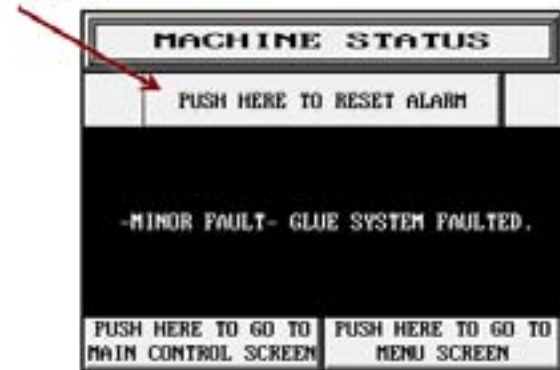 MACHINE STATUS
PUSH HERE TO RESET ALARM
-MINOR FAULT- GLUE SYSTEM FAULTED.
PUSH HERE TO GO TO
MAIN CONTROL SCREEN
PUSH HERE TO GO TO
MENU SCREEN